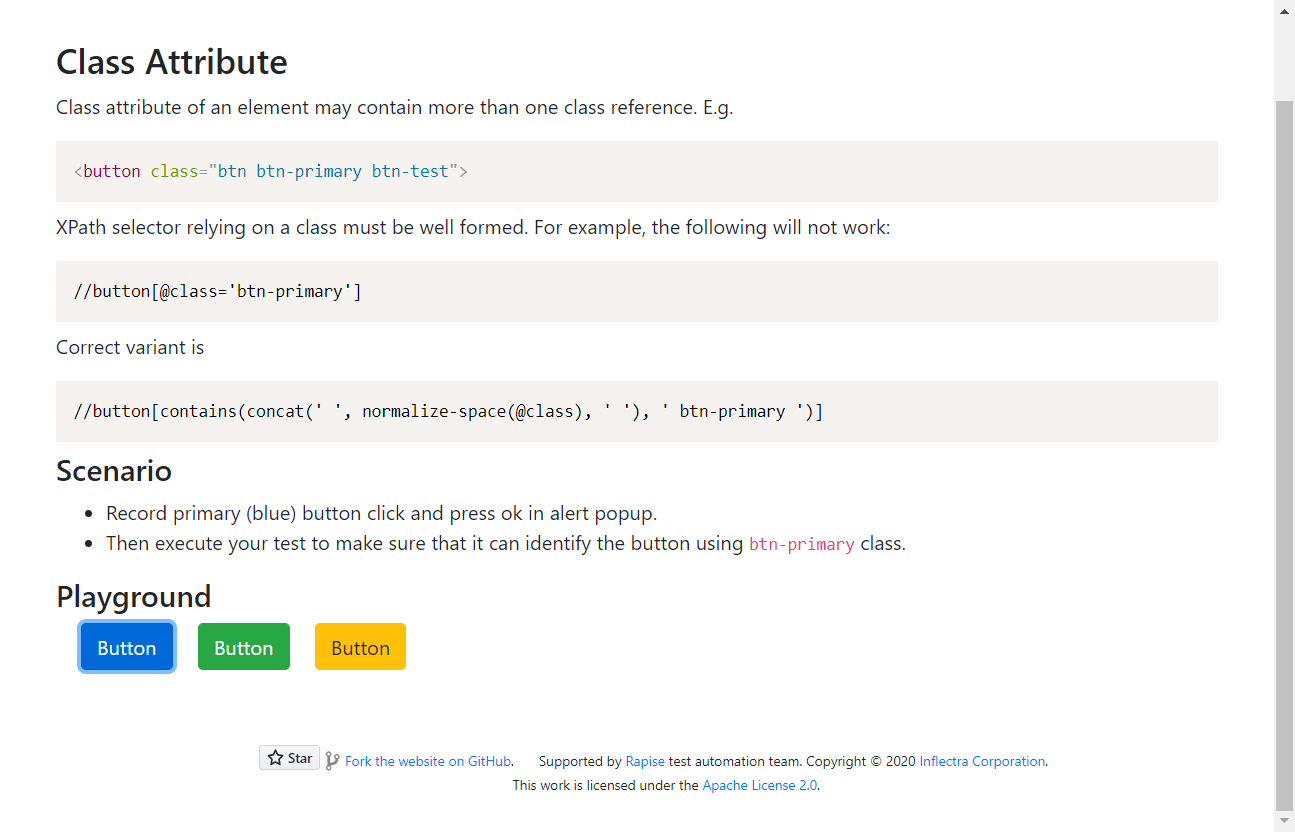 Class Attribute
Class attribute of an element may contain more than one class reference. E.g.
<button class="btn btn-primary btn-test">
XPath selector relying on a class must be well formed. For example, the following will not work:
//button[@class='btn-primary']
Correct variant is
//button[contains(concat(' ', normalize-space(@class), ' '), ' btn-primary ')]
Scenario
• Record primary (blue) button click and press ok in alert popup.
• Then execute your test to make sure that it can identify the button using btn-primary class.
Playground
Button Button Button
Star Fork the website on GitHub. Supported by Rapise test automation team. Copyright © 2020 Inflectra Corporation.
This work is licensed under the Apache License 2.0.